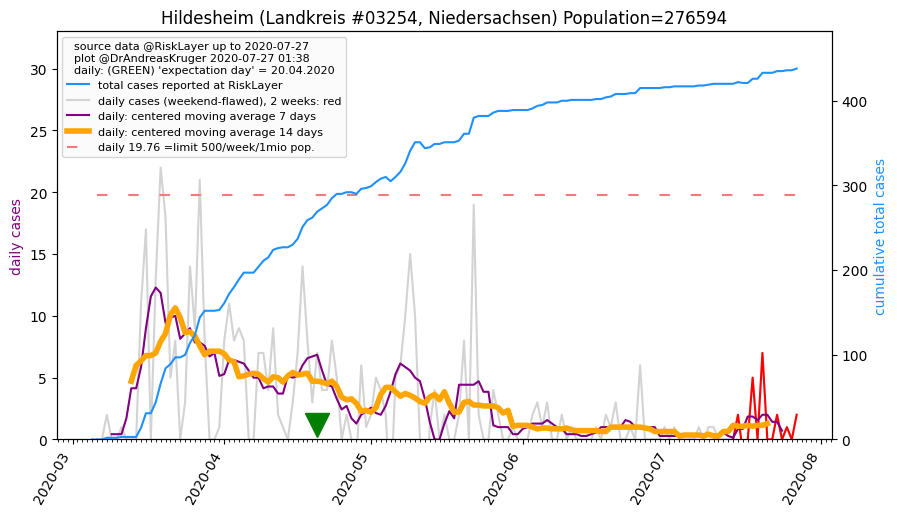 Hildesheim (Landkreis #03254, Niedersachsen) Population=276594
source data @RiskLayer up to 2020-07-27
plot @DrAndreasKruger 2020-07-27 01:38
daily: (GREEN) 'expectation day' = 20.04.2020
total cases reported at RiskLayer
daily cases (weekend-flawed), 2 weeks: red
daily: centered moving average 7 days
daily: centered moving average 14 days
daily 19.76 =limit 500/week/1mio pop.
daily cases
30
25
20
15
10
5
0
cumulative total cases
400
300
200
100
0
2020-03
2020-04
2020-05
2020-06
2020-07
2020-08